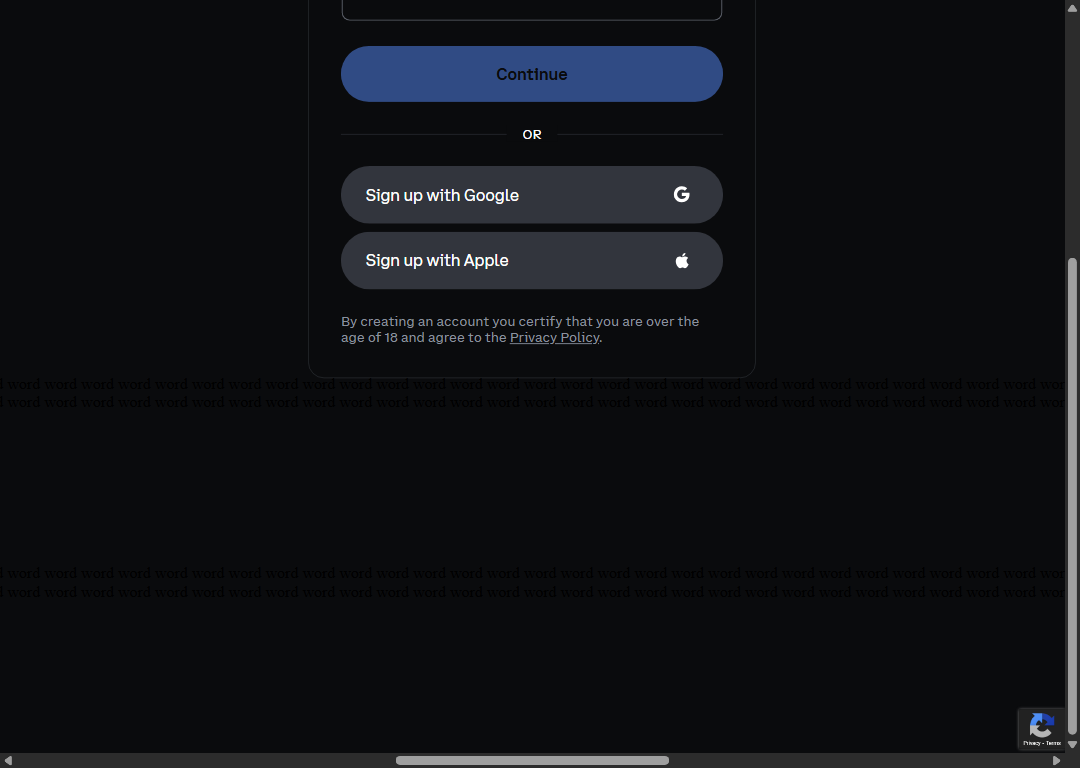 Continue
OR
Sign up with Google
Sign up with Apple
By creating an account you certify that you are over the
age of 18 and agree to the Privacy Policy.
word word word word word word word word word word word word word word word word word word word word word word word word word word word word
word word word word word word word word word word word word word word word word word word word word word word word word word word word word
word word word word word word word word word word word word word word word word word word word word word word word word word word word word
word word word word word word word word word word word word word word word word word word word word word word word word word word word word
Privacy - Terms